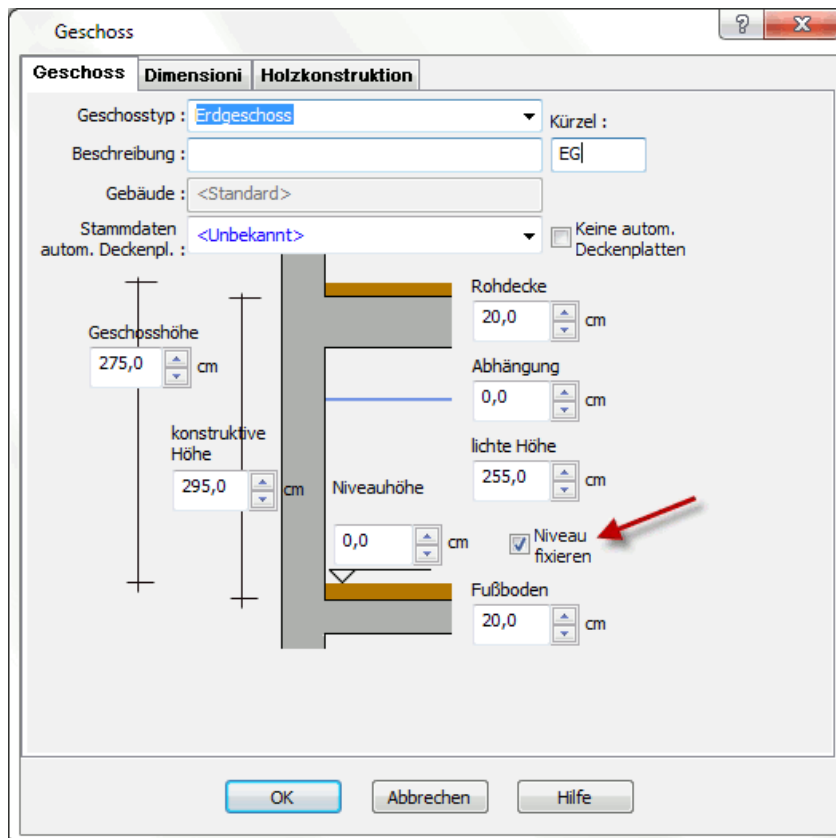 Geschoss
Geschoss Dimensioni Holzkonstruktion
Geschosstyp : Erdgeschoss Kürzel :
Beschreibung : EG
Gebäude : <Standard>
Stammdaten autom. Deckenpl. : <Unbekannt> Keine autom. Deckenplatten
Rohdecke
20,0 cm
Geschosshöhe
275,0 cm
Abhängung
0,0 cm
konstruktive
Höhe
295,0 cm
lichte Höhe
255,0 cm
Niveauhöhe
0,0 cm
Niveau
fixieren
Fußboden
20,0 cm
OK Abbrechen Hilfe